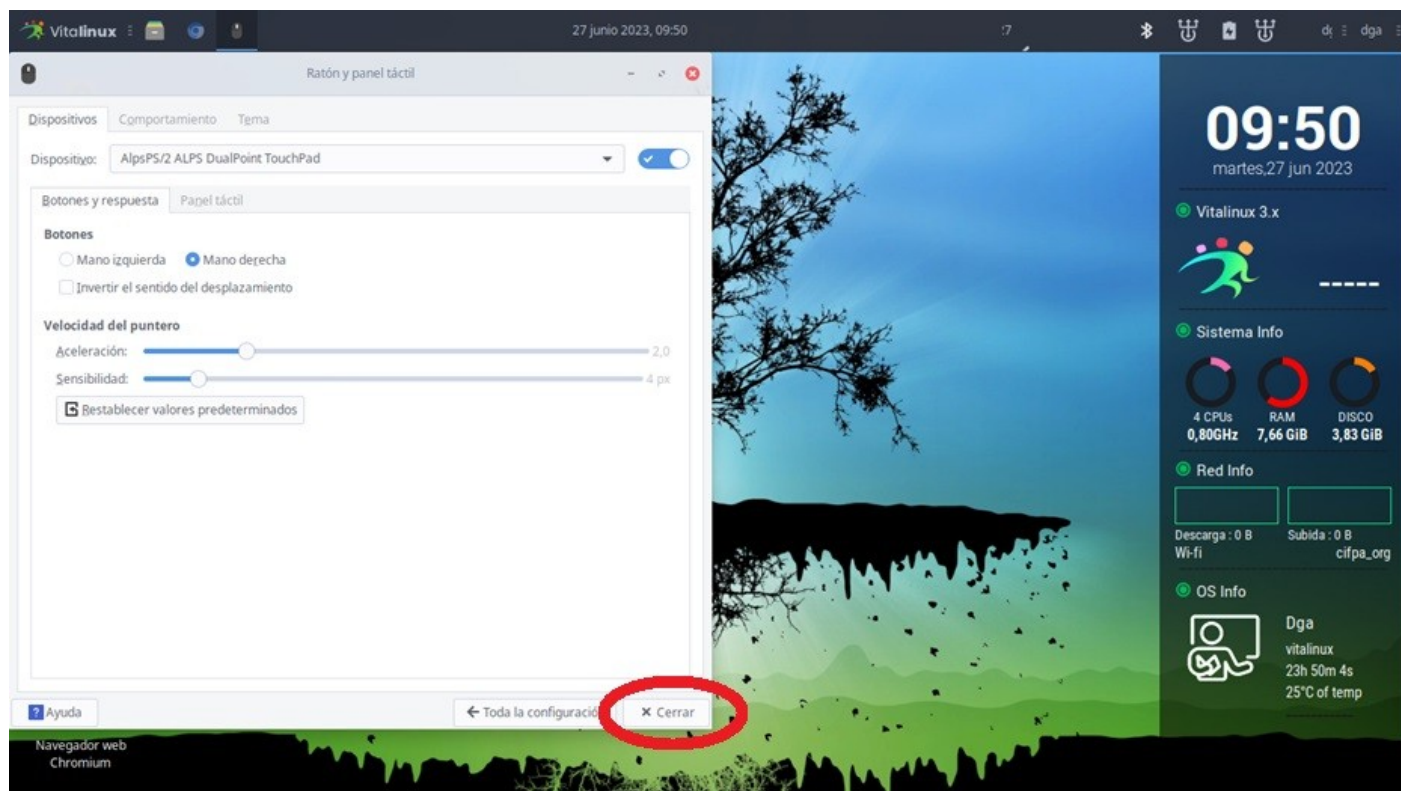 Vitalinux
27 junio 2023, 09:50
:7
dga
Ratón y panel táctil
Dispositivos Comportamiento Tema
Dispositivo: AlpsPS/2 ALPS DualPoint TouchPad
Botones y respuesta Panel táctil
Botones
Mano izquierda Mano derecha
Invertir el sentido del desplazamiento
Velocidad del puntero
Aceleración: 2,0
Sensibilidad: 4 px
Restablecer valores predeterminados
? Ayuda
Toda la configuració
Cerrar
Navegador web
Chromium
09:50
martes,27 jun 2023
Vitalinux 3.x
-----
Sistema Info
4 CPUs RAM DISCO
0,80GHz 7,66 GiB 3,83 GiB
Red Info
Descarga : 0 B Subida : 0 B
Wi-fi cifpa_org
OS Info
Dga
vitalinux
23h 50m 4s
25°C of temp